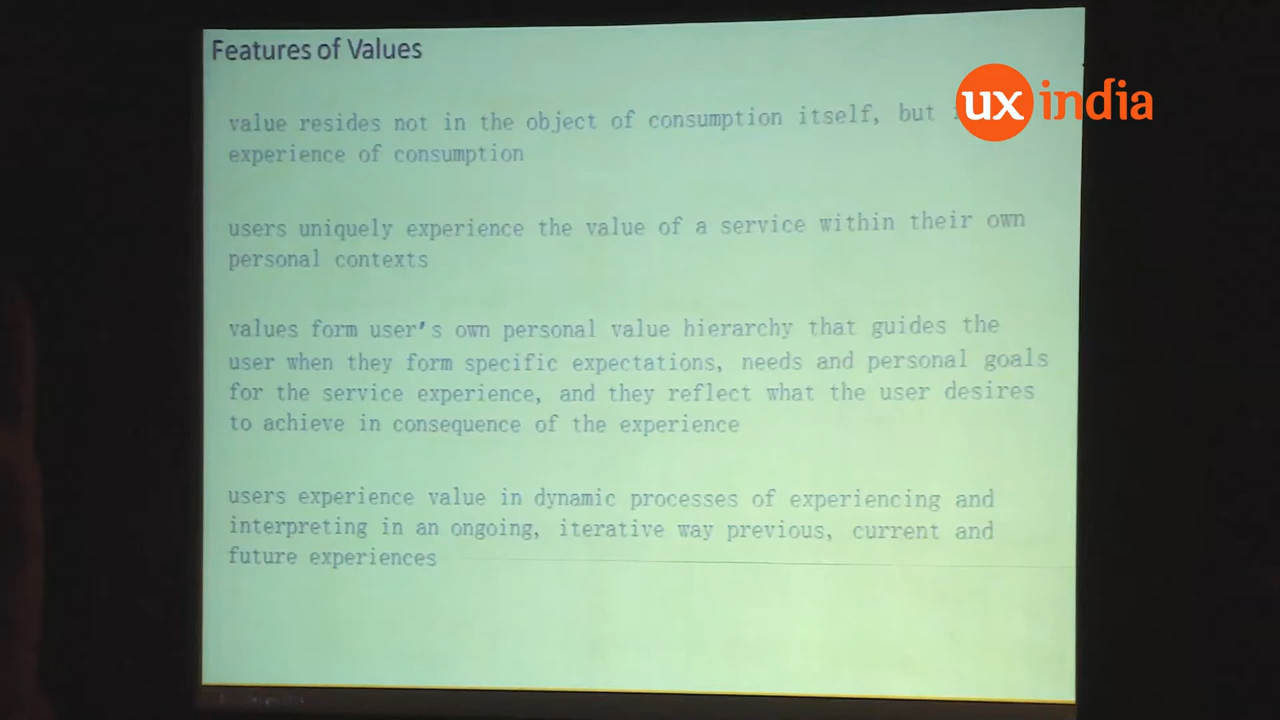 Features of Values
ux india
value resides not in the object of consumption itself, but
experience of consumption
users uniquely experience the value of a service within their own
personal contexts
values form user's own personal value hierarchy that guides the
user when they form specific expectations, needs and personal goals
for the service experience, and they reflect what the user desires
to achieve in consequence of the experience
users experience value in dynamic processes of experiencing and
interpreting in an ongoing, iterative way previous, current and
future experiences